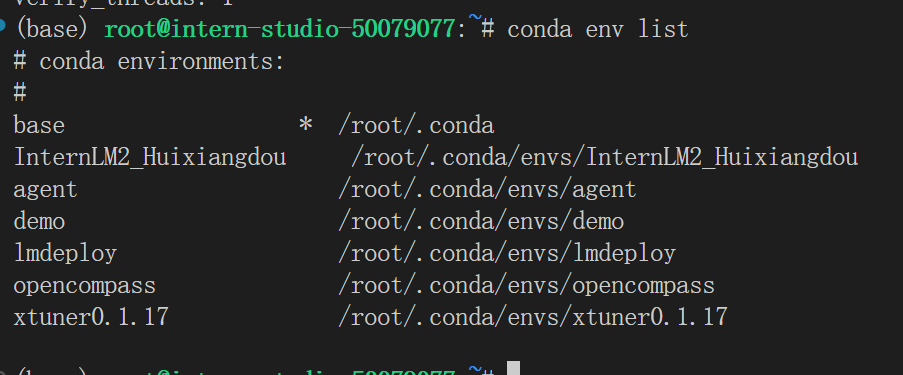 verify_threads: 1
(base) root@intern-studio-50079077:~# conda env list
# conda environments:
#
base                  *  /root/.conda
InternLM2_Huixiangdou     /root/.conda/envs/InternLM2_Huixiangdou
agent                    /root/.conda/envs/agent
demo                     /root/.conda/envs/demo
lmdeploy                 /root/.conda/envs/lmdeploy
opencompass              /root/.conda/envs/opencompass
xtuner0.1.17             /root/.conda/envs/xtuner0.1.17
(base) root@intern-studio-50079077:~#